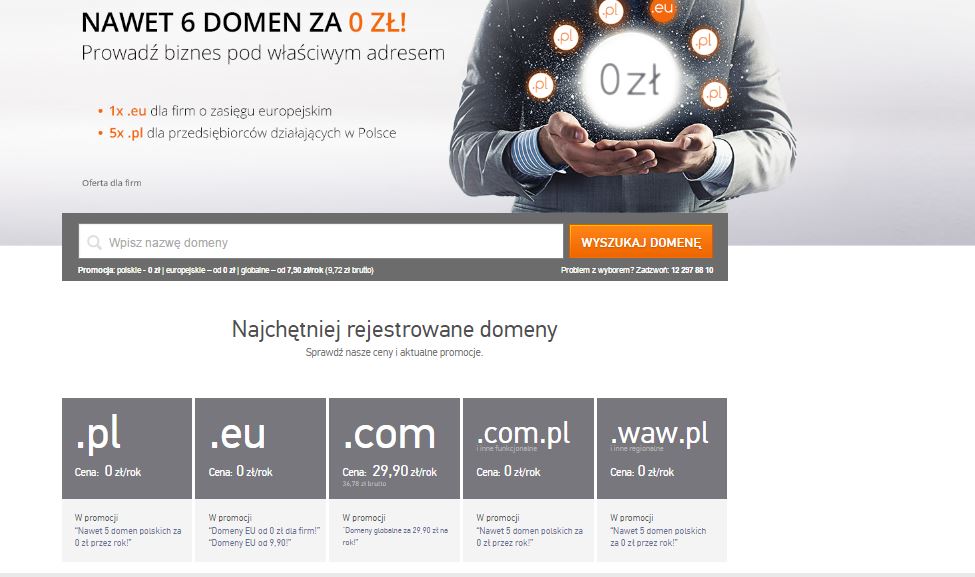 NAWET 6 DOMEN ZA 0 ZŁ!
Prowadź biznes pod właściwym adresem
• 1x .eu dla firm o zasięgu europejskim
• 5x .pl dla przedsiębiorców działających w Polsce
Oferta dla firm
.pl
.eu
.pl
.pl
.pl
.pl
0 zł
Wpisz nazwę domeny
WYSZUKAJ DOMENĘ
Promocja: polskie - 0 zł | europejskie – od 0 zł | globalne – od 7,90 zł/rok (9,72 zł brutto)
Problem z wyborem? Zadzwoń: 12 257 88 10
Najchętniej rejestrowane domeny
Sprawdź nasze ceny i aktualne promocje.
.pl
Cena: 0 zł/rok
W promocji
“Nawet 5 domen polskich za
0 zł przez rok!”
.eu
Cena: 0 zł/rok
W promocji
“Domeny EU od 0 zł dla firm!”
“Domeny EU od 9,90!”
.com
Cena: 29,90 zł/rok
36,78 zł brutto
W promocji
“Domeny globalne za 29,90 zł na
rok!”
.com.pl
i inne funkcjonalne
Cena: 0 zł/rok
W promocji
“Nawet 5 domen polskich za
0 zł przez rok!”
.waw.pl
i inne regionalne
Cena: 0 zł/rok
W promocji
“Nawet 5 domen polskich
za 0 zł przez rok!”